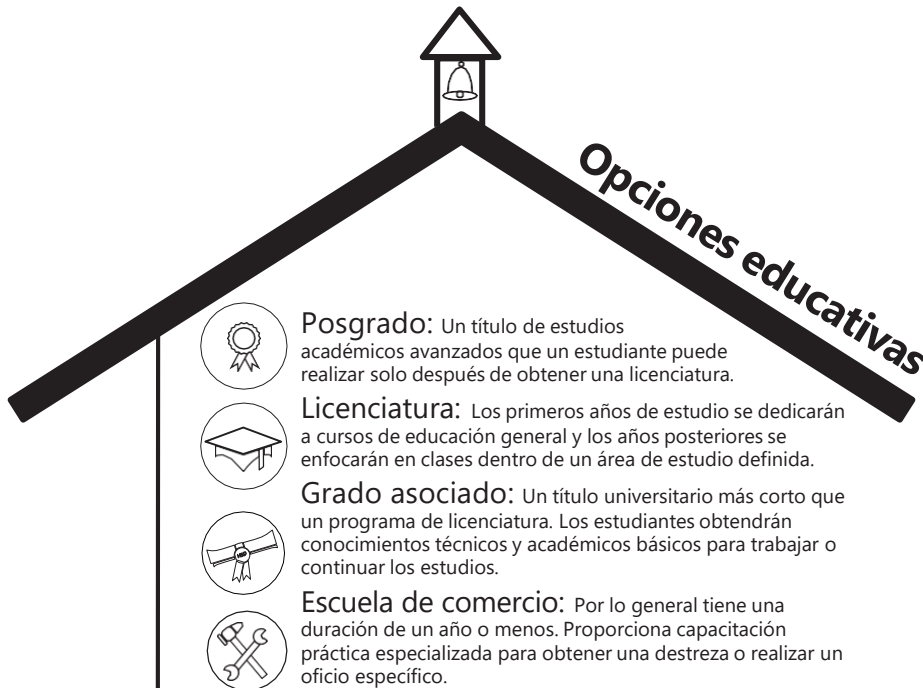 Opciones educativas
Posgrado: Un título de estudios
académicos avanzados que un estudiante puede
realizar solo después de obtener una licenciatura.
Licenciatura: Los primeros años de estudio se dedicarán
a cursos de educación general y los años posteriores se
enfocarán en clases dentro de un área de estudio definida.
Grado asociado: Un título universitario más corto que
un programa de licenciatura. Los estudiantes obtendrán
conocimientos técnicos y académicos básicos para trabajar o
continuar los estudios.
Escuela de comercio: Por lo general tiene una
duración de un año o menos. Proporciona capacitación
práctica especializada para obtener una destreza o realizar un
oficio específico.